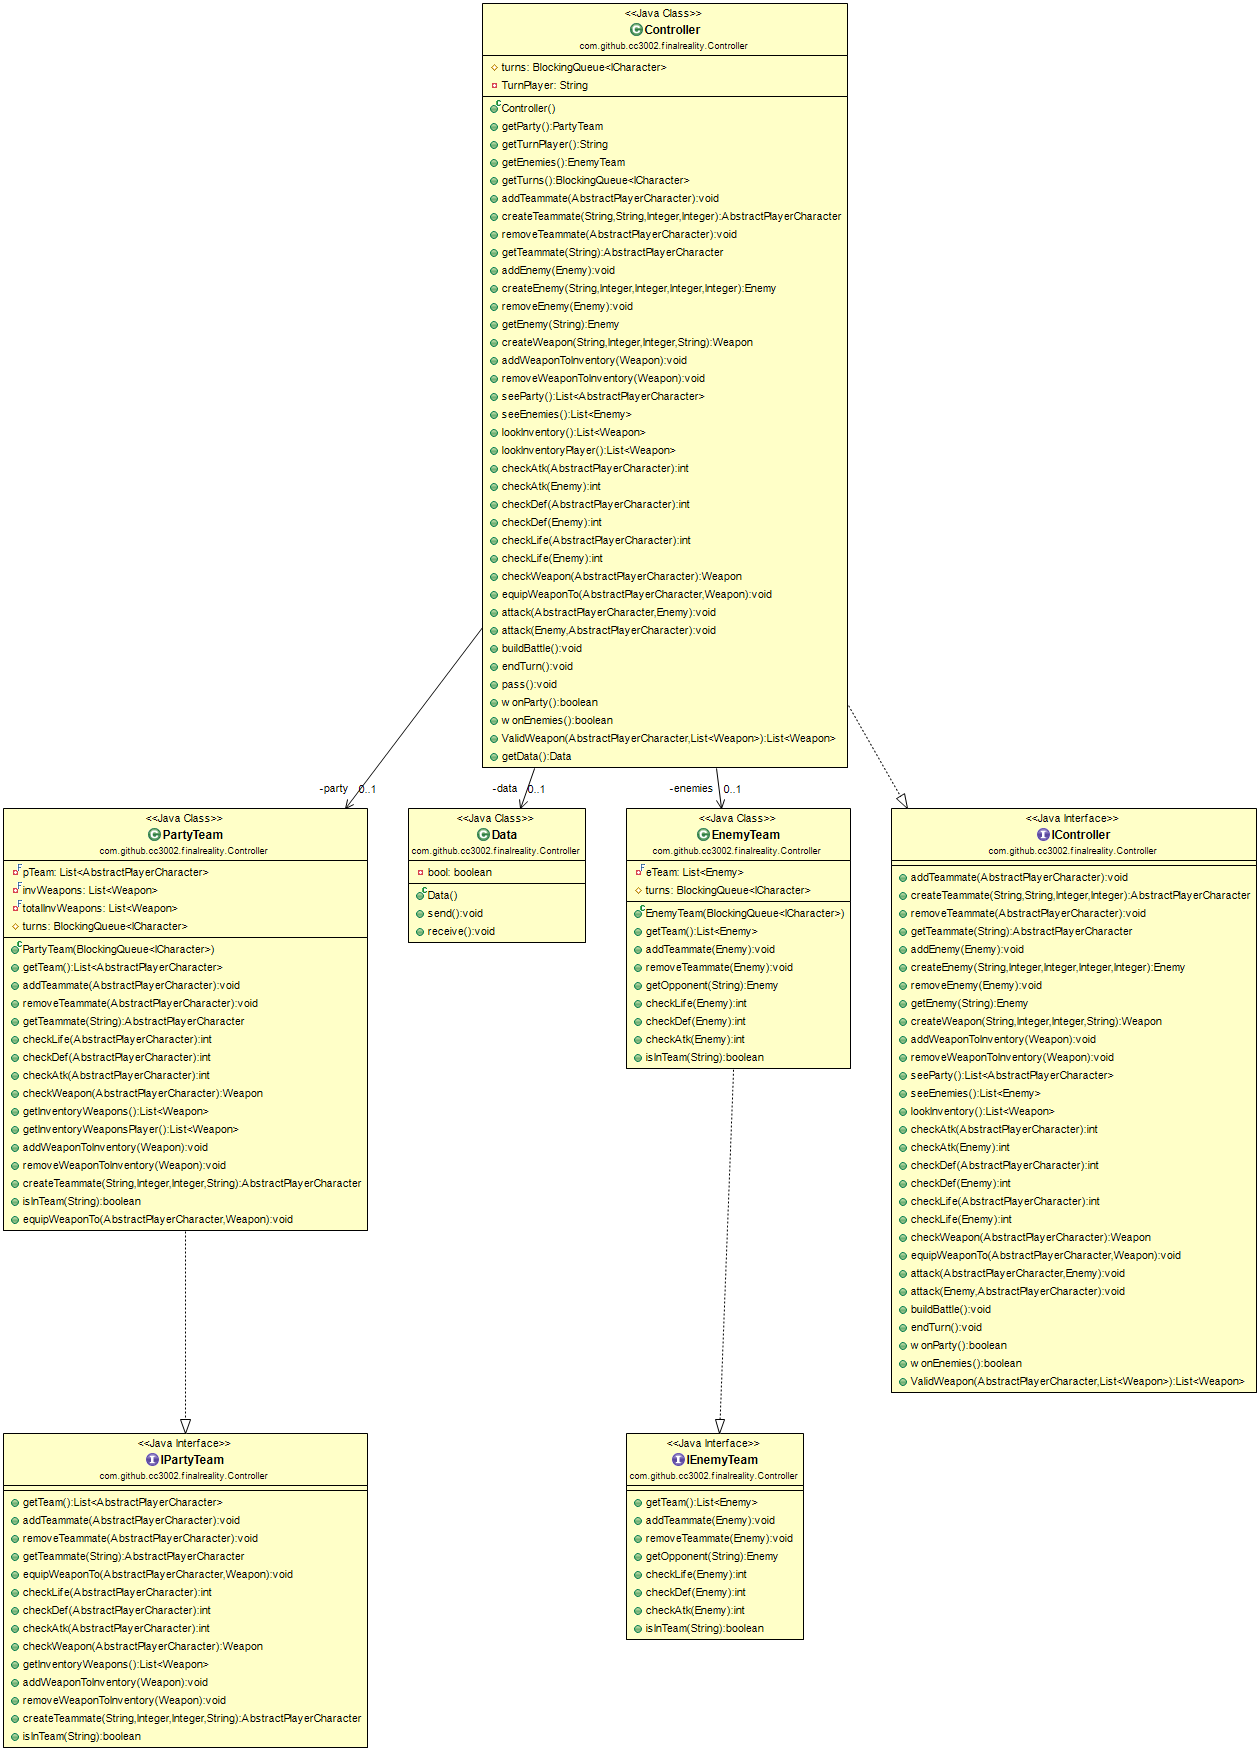 <<Java Class>>
Controller
com.github.cc3002.finalreality.Controller
turns: BlockingQueue<ICharacter>
TurnPlayer: String
Controller()
getParty():PartyTeam
getTurnPlayer():String
getEnemies():EnemyTeam
getTurns():BlockingQueue<ICharacter>
addTeammate(AbstractPlayerCharacter):void
createTeammate(String,String,Integer,Integer):AbstractPlayerCharacter
removeTeammate(AbstractPlayerCharacter):void
getTeammate(String):AbstractPlayerCharacter
addEnemy(Enemy):void
createEnemy(String,Integer,Integer,Integer,Integer):Enemy
removeEnemy(Enemy):void
getEnemy(String):Enemy
createWeapon(String,Integer,Integer,String):Weapon
addWeaponToInventory(Weapon):void
removeWeaponToInventory(Weapon):void
seeParty():List<AbstractPlayerCharacter>
seeEnemies():List<Enemy>
lookInventory():List<Weapon>
lookInventoryPlayer():List<Weapon>
checkAtk(AbstractPlayerCharacter):int
checkAtk(Enemy):int
checkDef(AbstractPlayerCharacter):int
checkDef(Enemy):int
checkLife(AbstractPlayerCharacter):int
checkLife(Enemy):int
checkWeapon(AbstractPlayerCharacter):Weapon
equipWeaponTo(AbstractPlayerCharacter,Weapon):void
attack(AbstractPlayerCharacter,Enemy):void
attack(Enemy,AbstractPlayerCharacter):void
buildBattle():void
endTurn():void
pass():void
wonParty():boolean
wonEnemies():boolean
ValidWeapon(AbstractPlayerCharacter,List<Weapon>):List<Weapon>
getData():Data
-party 0..1
-data 0..1
-enemies 0..1
<<Java Class>>
PartyTeam
com.github.cc3002.finalreality.Controller
pTeam: List<AbstractPlayerCharacter>
invWeapons: List<Weapon>
totalInvWeapons: List<Weapon>
turns: BlockingQueue<ICharacter>
PartyTeam(BlockingQueue<ICharacter>)
getTeam():List<AbstractPlayerCharacter>
addTeammate(AbstractPlayerCharacter):void
removeTeammate(AbstractPlayerCharacter):void
getTeammate(String):AbstractPlayerCharacter
checkLife(AbstractPlayerCharacter):int
checkDef(AbstractPlayerCharacter):int
checkAtk(AbstractPlayerCharacter):int
checkWeapon(AbstractPlayerCharacter):Weapon
getInventoryWeapons():List<Weapon>
getInventoryWeaponsPlayer():List<Weapon>
addWeaponToInventory(Weapon):void
removeWeaponToInventory(Weapon):void
createTeammate(String,Integer,Integer,String):AbstractPlayerCharacter
isInTeam(String):boolean
equipWeaponTo(AbstractPlayerCharacter,Weapon):void
<<Java Class>>
Data
com.github.cc3002.finalreality.Controller
bool: boolean
Data()
send():void
receive():void
<<Java Class>>
EnemyTeam
com.github.cc3002.finalreality.Controller
eTeam: List<Enemy>
turns: BlockingQueue<ICharacter>
EnemyTeam(BlockingQueue<ICharacter>)
getTeam():List<Enemy>
addTeammate(Enemy):void
removeTeammate(Enemy):void
getOpponent(String):Enemy
checkLife(Enemy):int
checkDef(Enemy):int
checkAtk(Enemy):int
isInTeam(String):boolean
<<Java Interface>>
IController
com.github.cc3002.finalreality.Controller
addTeammate(AbstractPlayerCharacter):void
createTeammate(String,String,Integer,Integer):AbstractPlayerCharacter
removeTeammate(AbstractPlayerCharacter):void
getTeammate(String):AbstractPlayerCharacter
addEnemy(Enemy):void
createEnemy(String,Integer,Integer,Integer,Integer):Enemy
removeEnemy(Enemy):void
getEnemy(String):Enemy
createWeapon(String,Integer,Integer,String):Weapon
addWeaponToInventory(Weapon):void
removeWeaponToInventory(Weapon):void
seeParty():List<AbstractPlayerCharacter>
seeEnemies():List<Enemy>
lookInventory():List<Weapon>
checkAtk(AbstractPlayerCharacter):int
checkAtk(Enemy):int
checkDef(AbstractPlayerCharacter):int
checkDef(Enemy):int
checkLife(AbstractPlayerCharacter):int
checkLife(Enemy):int
checkWeapon(AbstractPlayerCharacter):Weapon
equipWeaponTo(AbstractPlayerCharacter,Weapon):void
attack(AbstractPlayerCharacter,Enemy):void
attack(Enemy,AbstractPlayerCharacter):void
buildBattle():void
endTurn():void
wonParty():boolean
wonEnemies():boolean
ValidWeapon(AbstractPlayerCharacter,List<Weapon>):List<Weapon>
<<Java Interface>>
IPartyTeam
com.github.cc3002.finalreality.Controller
getTeam():List<AbstractPlayerCharacter>
addTeammate(AbstractPlayerCharacter):void
removeTeammate(AbstractPlayerCharacter):void
getTeammate(String):AbstractPlayerCharacter
equipWeaponTo(AbstractPlayerCharacter,Weapon):void
checkLife(AbstractPlayerCharacter):int
checkDef(AbstractPlayerCharacter):int
checkAtk(AbstractPlayerCharacter):int
checkWeapon(AbstractPlayerCharacter):Weapon
getInventoryWeapons():List<Weapon>
addWeaponToInventory(Weapon):void
removeWeaponToInventory(Weapon):void
createTeammate(String,Integer,Integer,String):AbstractPlayerCharacter
isInTeam(String):boolean
<<Java Interface>>
IEnemyTeam
com.github.cc3002.finalreality.Controller
getTeam():List<Enemy>
addTeammate(Enemy):void
removeTeammate(Enemy):void
getOpponent(String):Enemy
checkLife(Enemy):int
checkDef(Enemy):int
checkAtk(Enemy):int
isInTeam(String):boolean